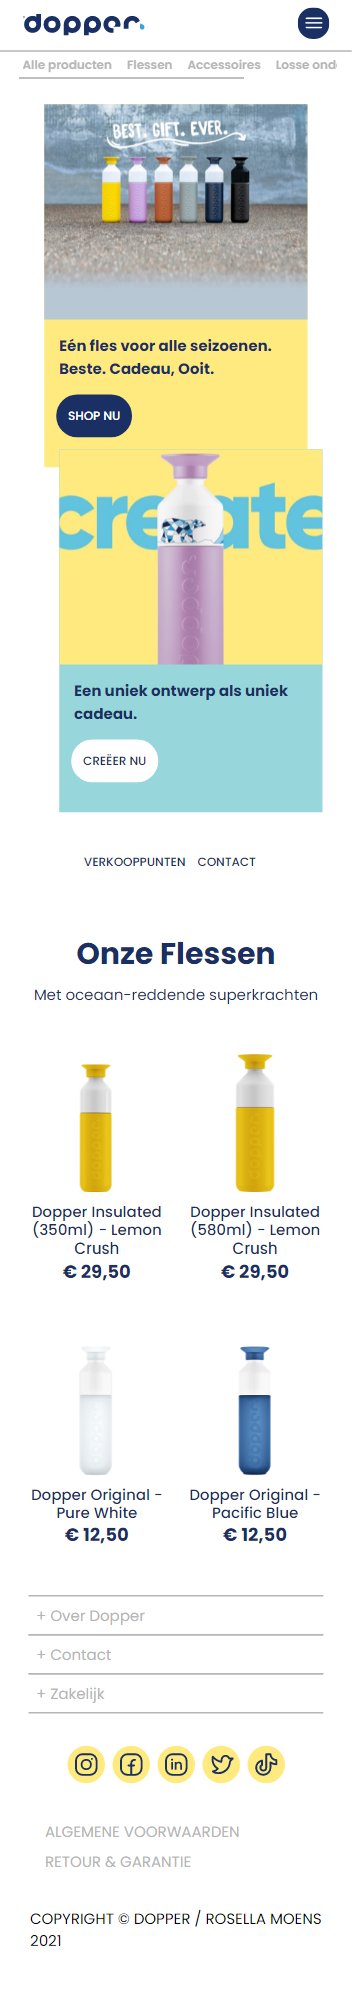 dopper
Alle producten Flessen Accessoires Losse onde
BEST. GIFT. EVER.
Eén fles voor alle seizoenen.
Beste. Cadeau, Ooit.
SHOP NU
create
Een uniek ontwerp als uniek
cadeau.
CREËER NU
VERKOOPPUNTEN CONTACT
Onze Flessen
Met oceaan-reddende superkrachten
Dopper Insulated
(350ml) - Lemon
Crush
€ 29,50
Dopper Insulated
(580ml) - Lemon
Crush
€ 29,50
Dopper Original -
Pure White
€ 12,50
Dopper Original -
Pacific Blue
€ 12,50
+ Over Dopper
+ Contact
+ Zakelijk
ALGEMENE VOORWAARDEN
RETOUR & GARANTIE
COPYRIGHT © DOPPER / ROSELLA MOENS
2021